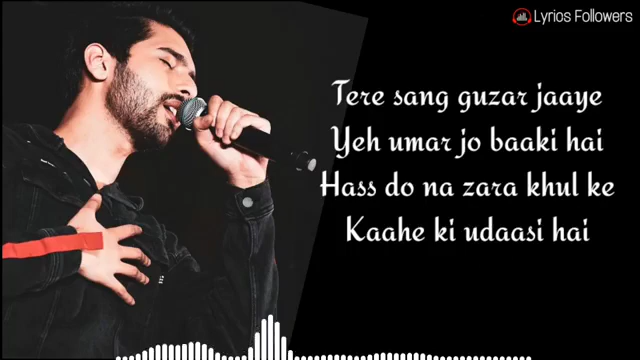 Lyrios Followers
Tere sang guzar jaaye
Yeh umar jo baaki hai
Hass do na zara khul ke
Kaahe ki udaasi hai